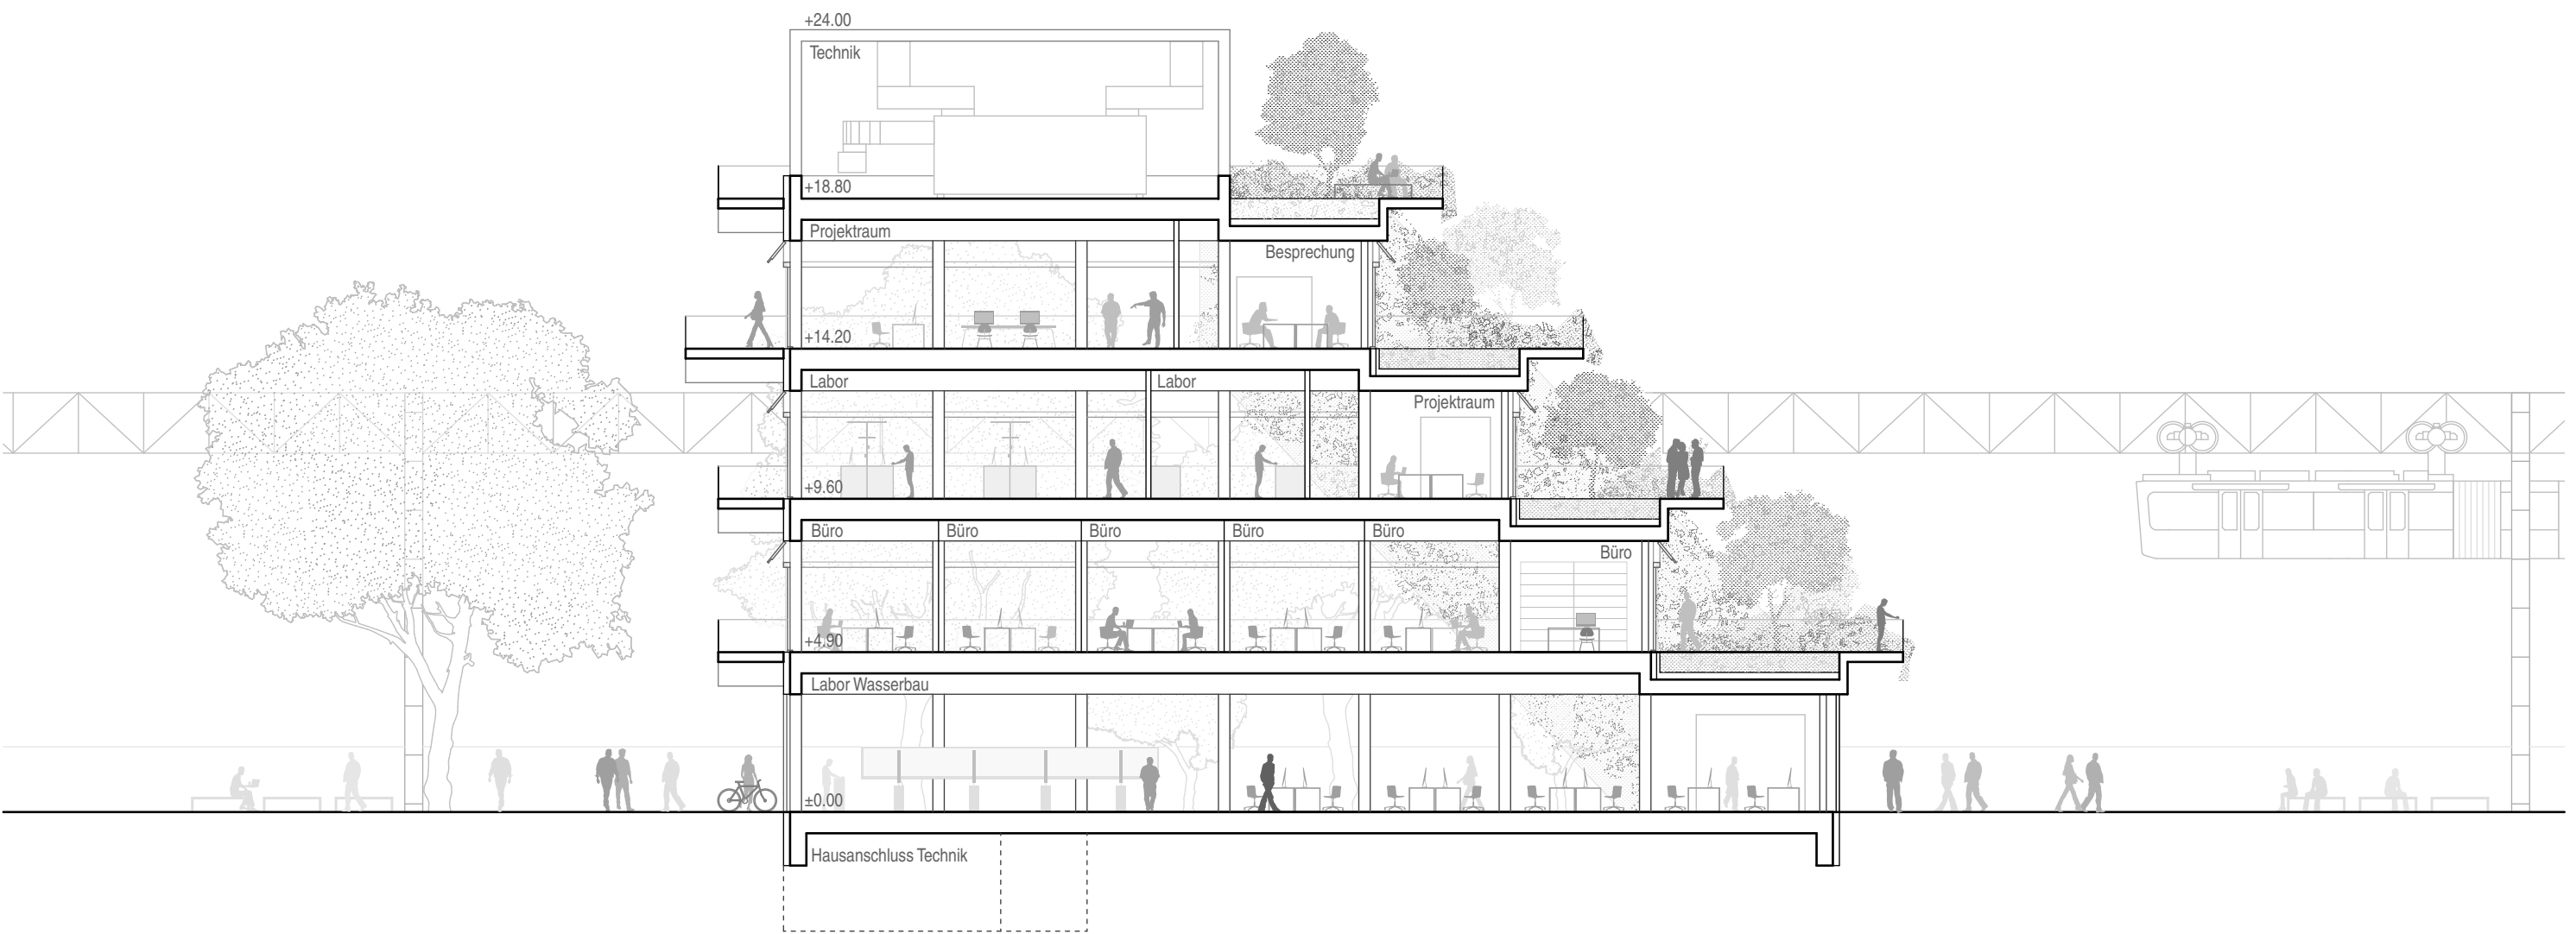 +24.00
Technik
+18.80
Projektraum
Besprechung
+14.20
Labor
Labor
Projektraum
+9.60
Büro
Büro
Büro
Büro
Büro
Büro
+4.90
Labor Wasserbau
±0.00
Hausanschluss Technik